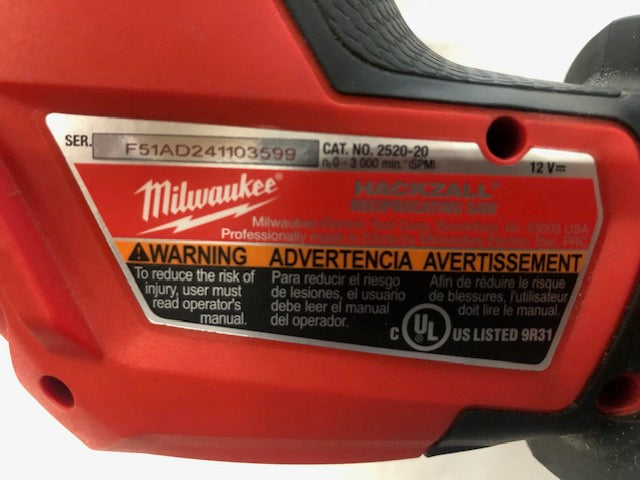 SER. F51AD241103599
CAT. NO. 2520-20
n₀ 0 - 3 000 min.⁻¹ (SPM)
12 V⎓
Milwaukee®
HACKZALL®
RECIPROCATING SAW
Milwaukee Electric Tool Corp. Brookfield, WI 53005 USA
Professionally made in China by Milwaukee Electric Tool, PRC
⚠WARNING ADVERTENCIA AVERTISSEMENT
To reduce the risk of
injury, user must
read operator's
manual.
Para reducir el riesgo
de lesiones, el usuario
debe leer el manual
del operador.
Afin de réduire le risque
de blessures, l'utilisateur
doit lire le manual.
C UL® US LISTED 9R31